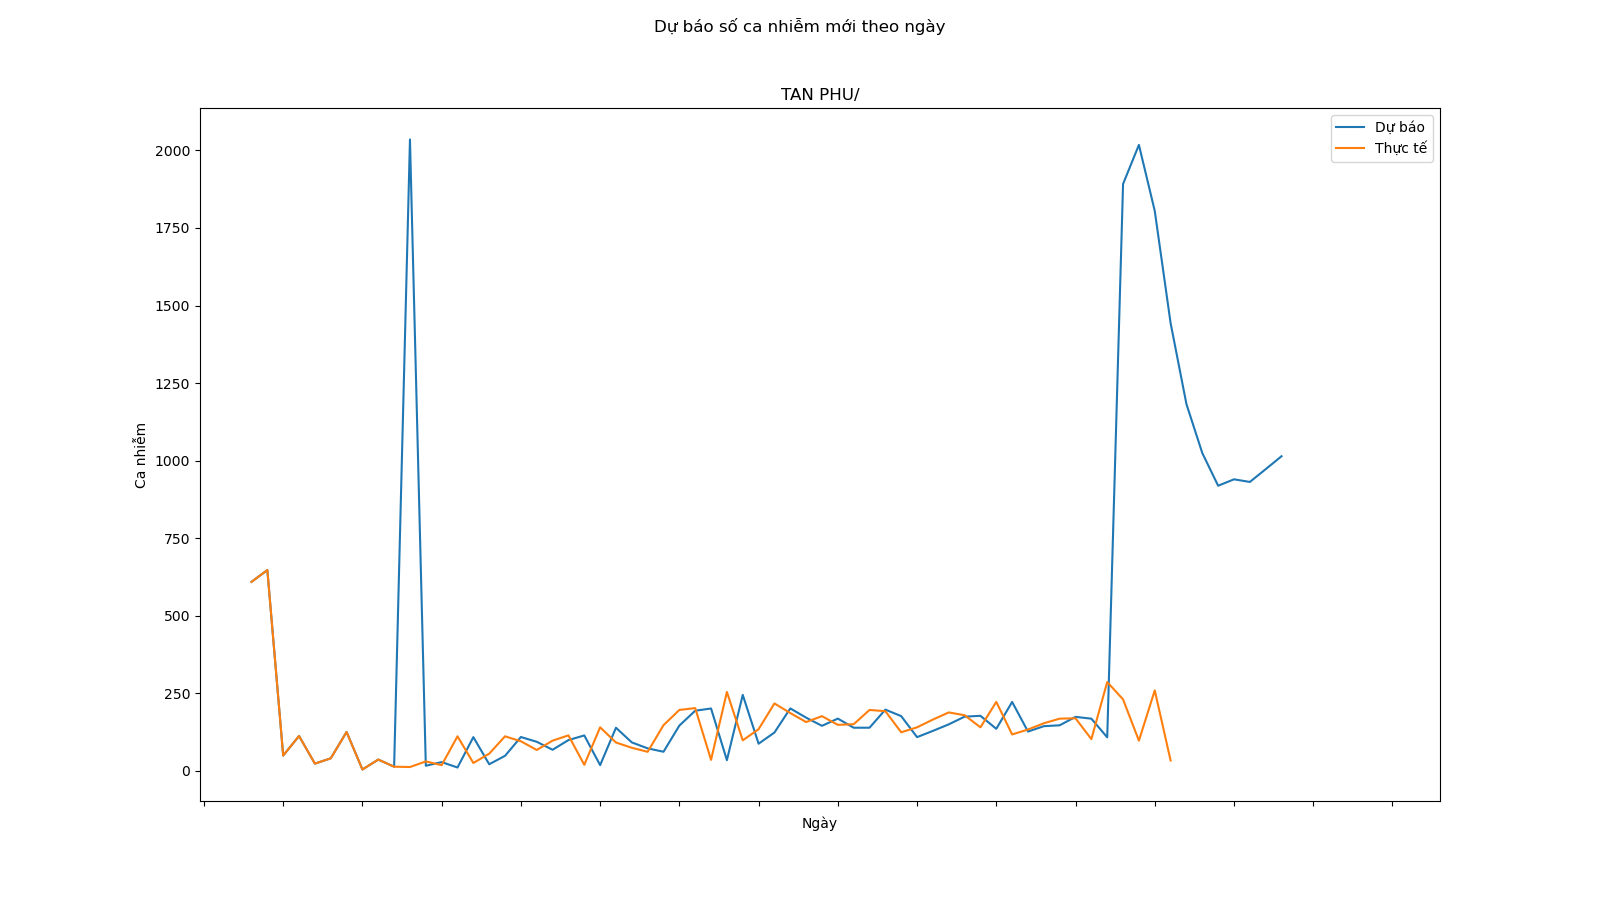 Dự báo số ca nhiễm mới theo ngày
TAN PHU/
Dự báo
Thực tế
2000
1750
1500
1250
1000
750
500
250
0
Ca nhiễm
Ngày